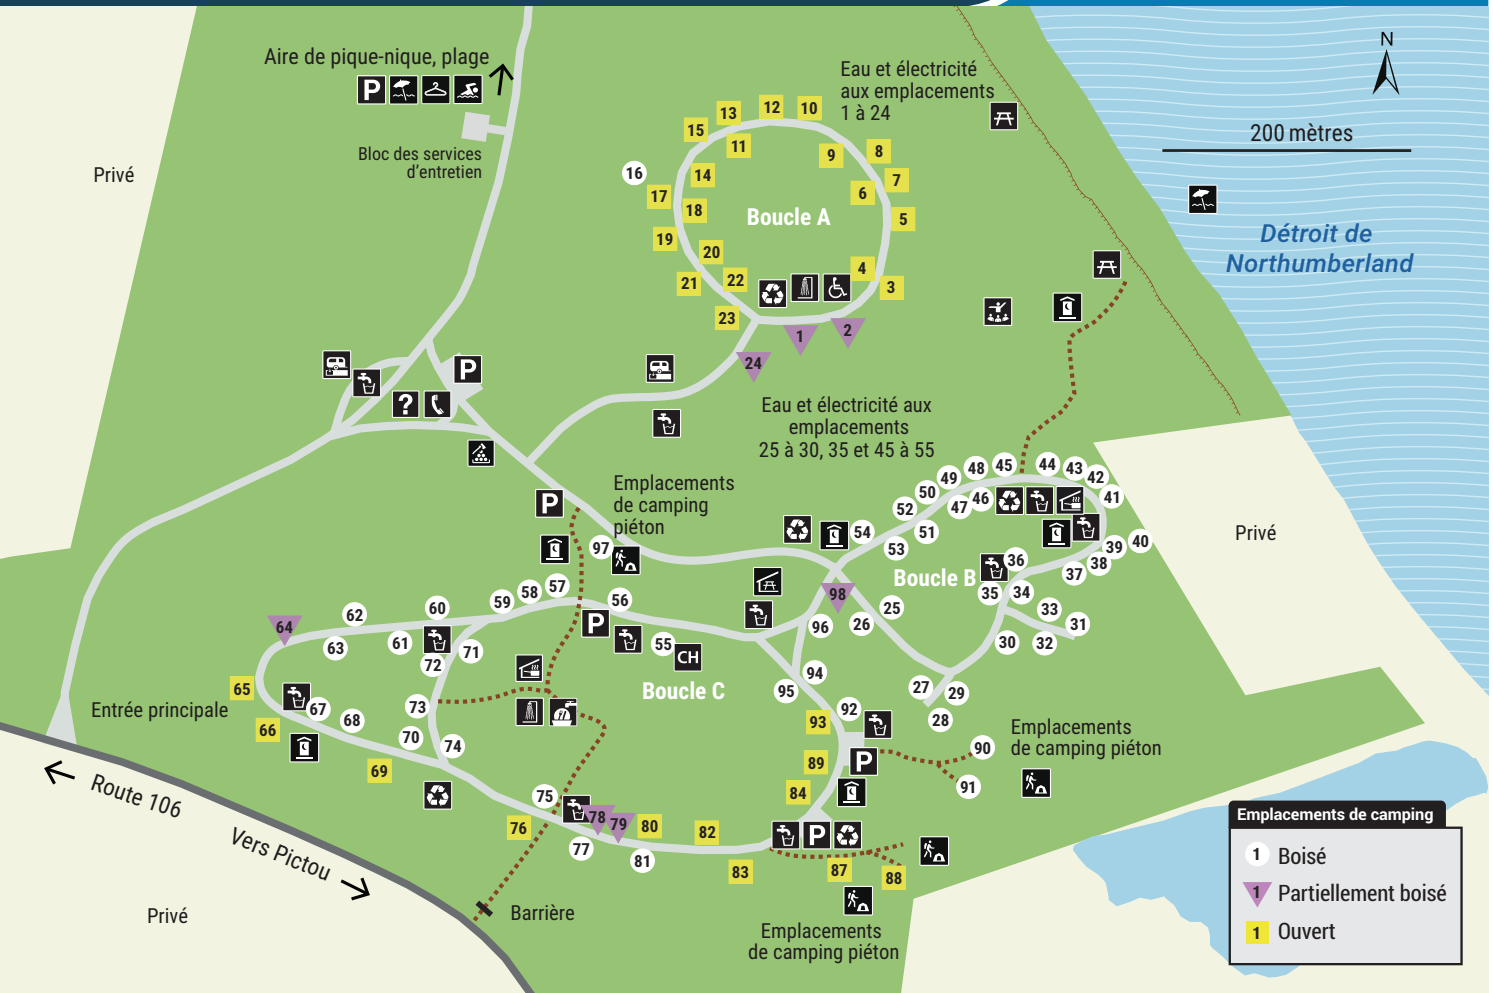 Aire de pique-nique, plage
P
Bloc des services
d’entretien
Privé
Eau et électricité
aux emplacements
1 à 24
N
200 mètres
Détroit de
Northumberland
12
10
13
15
11
9
8
16
14
7
17
6
18
5
Boucle A
19
20
4
21
22
3
23
1
2
24
P
?
Eau et électricité aux
emplacements
25 à 30, 35 et 45 à 55
Emplacements
de camping
piéton
P
97
54
53
52
51
50
49
48
47
46
45
44
43
42
41
40
39
38
37
36
35
34
33
32
31
30
Boucle B
98
25
26
96
27
29
28
Privé
64
62
63
60
61
59
58
57
56
P
55
CH
Boucle C
71
72
73
70
74
65
66
67
68
69
Entrée principale
94
95
93
92
89
P
84
90
91
Emplacements
de camping piéton
75
76
78
79
77
80
81
82
83
P
87
88
Emplacements
de camping piéton
Route 106
Vers Pictou
Privé
Barrière
Emplacements de camping
1 Boisé
1 Partiellement boisé
1 Ouvert